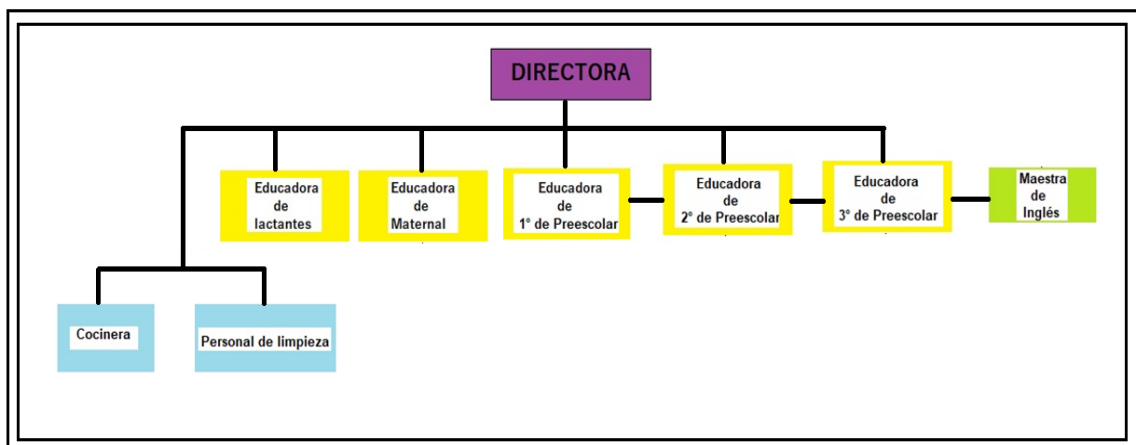 DIRECTORA
Educadora
de
lactantes
Educadora
de
Maternal
Educadora
de
1° de Preescolar
Educadora
de
2° de Preescolar
Educadora
de
3° de Preescolar
Maestra
de
Inglés
Cocinera
Personal de limpieza